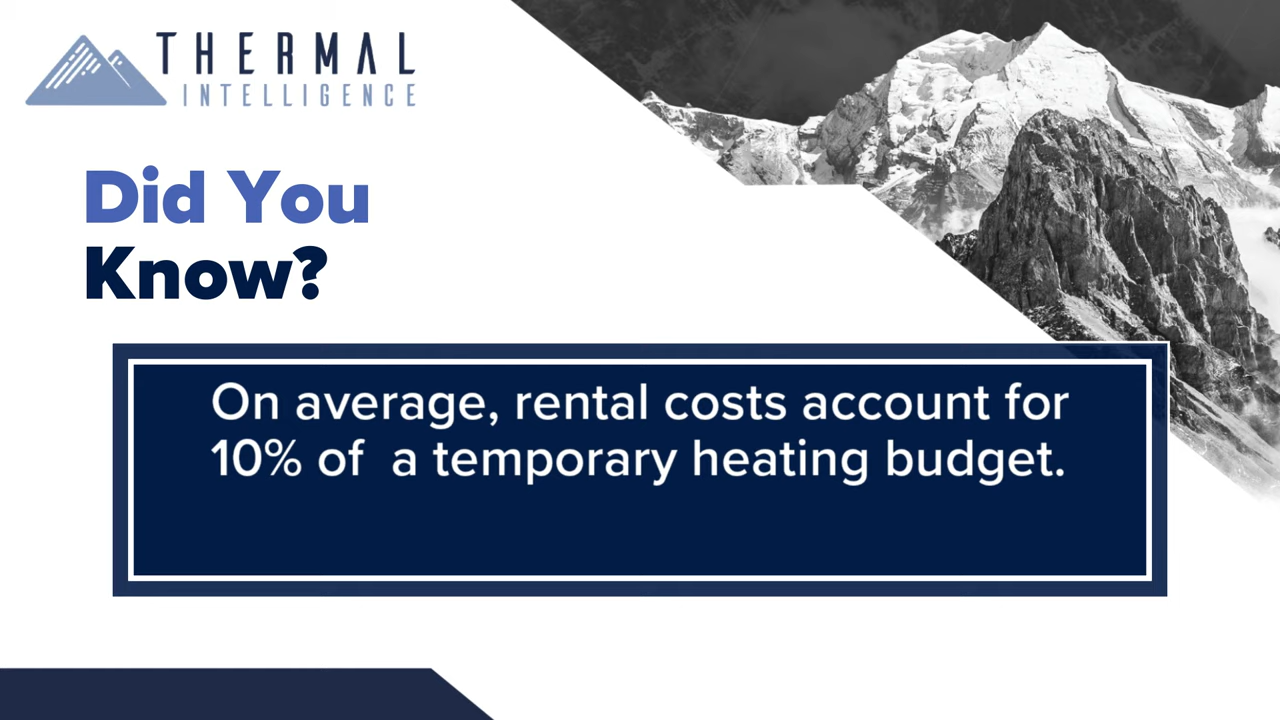 THERMAL
INTELLIGENCE
Did You
Know?
On average, rental costs account for
10% of  a temporary heating budget.